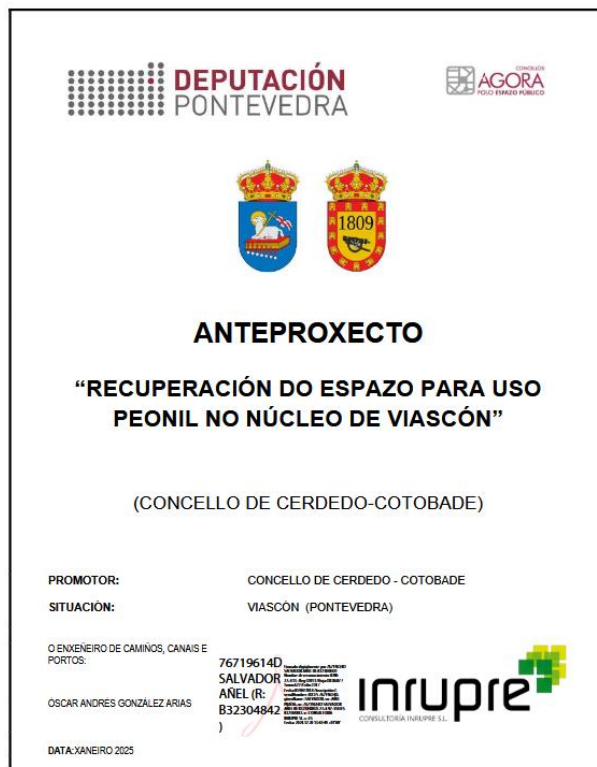 DEPUTACIÓN
PONTEVEDRA
CONCELLOS
AGORA
POLO ESPAZO PÚBLICO
1809
ANTEPROXECTO
“RECUPERACIÓN DO ESPAZO PARA USO
PEONIL NO NÚCLEO DE VIASCÓN”
(CONCELLO DE CERDEDO-COTOBADE)
PROMOTOR: CONCELLO DE CERDEDO - COTOBADE
SITUACIÓN: VIASCÓN (PONTEVEDRA)
O ENXEÑEIRO DE CAMIÑOS, CANAIS E
PORTOS:
OSCAR ANDRES GONZÁLEZ ARIAS
76719614D
SALVADOR
AÑEL (R:
B32304842
)
inrupre
CONSULTORÍA INRUPRE S.L.
DATA:XANEIRO 2025